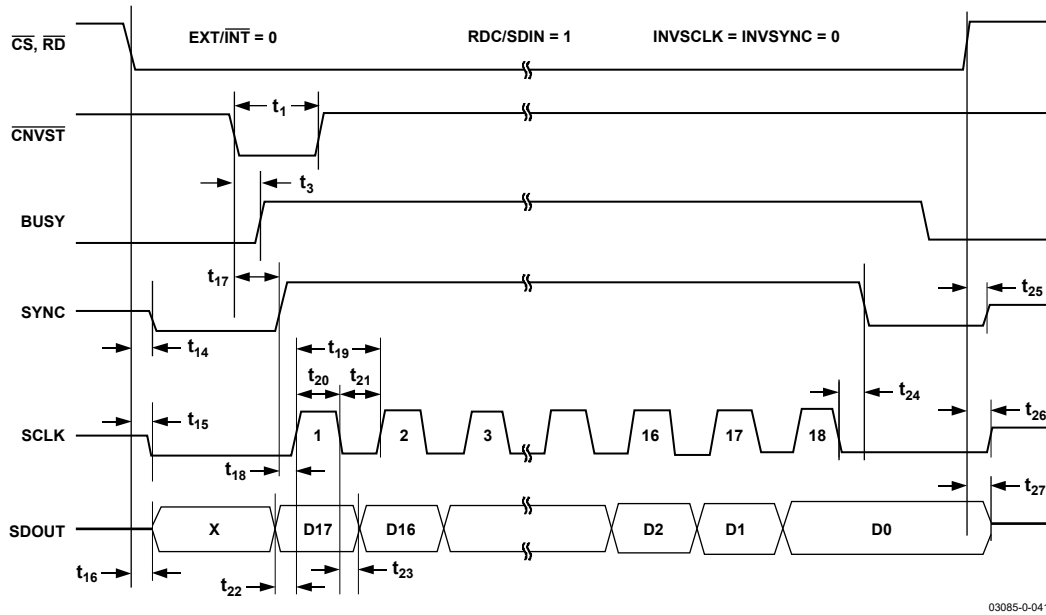 EXT/INT = 0 RDC/SDIN = 1 INVSCLK = INVSYNC = 0
CS, RD
t1
CNVST
t3
BUSY
t17
SYNC
t25
t14
t19
t20 t21
t24
t15
t26
SCLK
1 2 3 16 17 18
t18
t27
SDOUT
X D17 D16 D2 D1 D0
t16
t22
t23
03085-0-041